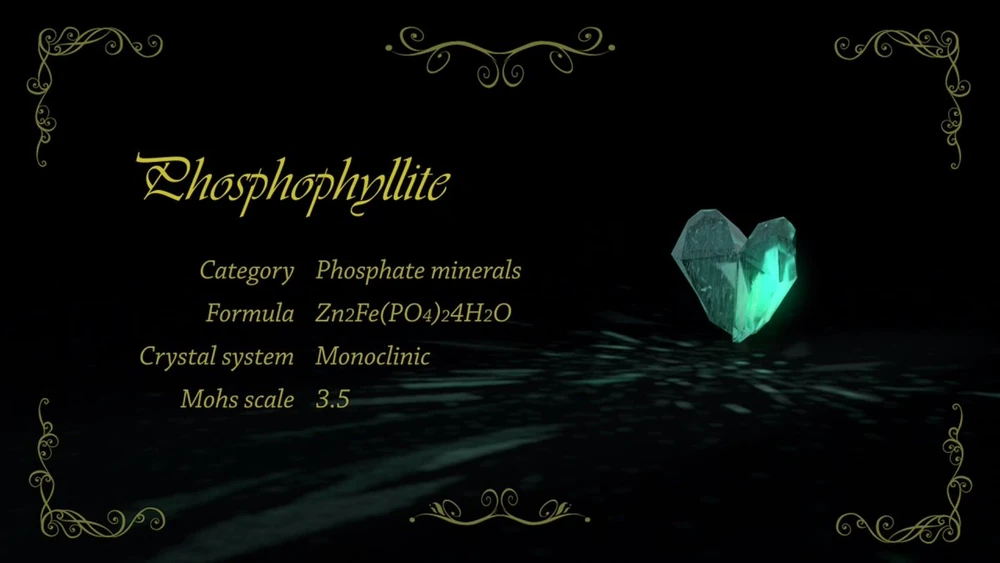 Phosphophyllite
Category Phosphate minerals
Formula Zn₂Fe(PO₄)₂4H₂O
Crystal system Monoclinic
Mohs scale 3.5